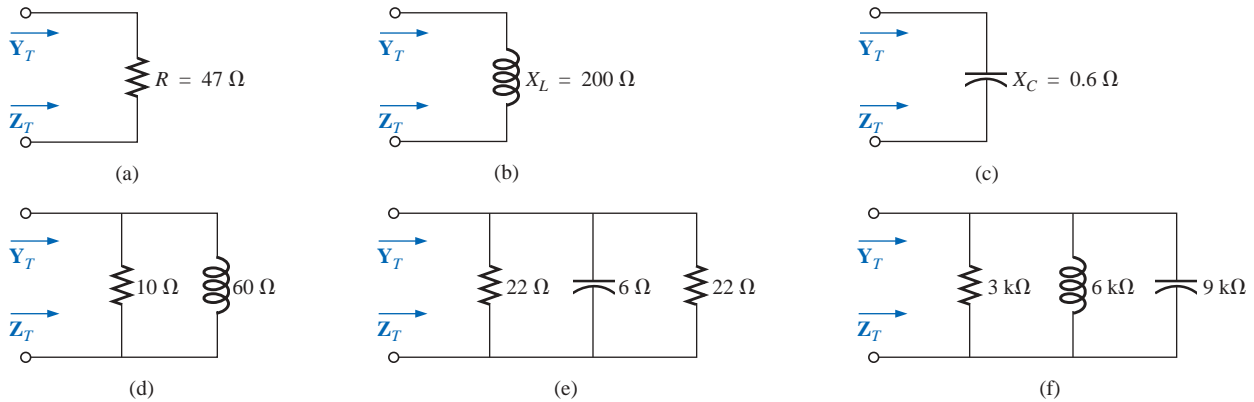 Y_T
R = 47 Ω
Z_T
(a)
Y_T
X_L = 200 Ω
Z_T
(b)
Y_T
X_C = 0.6 Ω
Z_T
(c)
Y_T
10 Ω
60 Ω
Z_T
(d)
Y_T
22 Ω
6 Ω
22 Ω
Z_T
(e)
Y_T
3 kΩ
6 kΩ
9 kΩ
Z_T
(f)